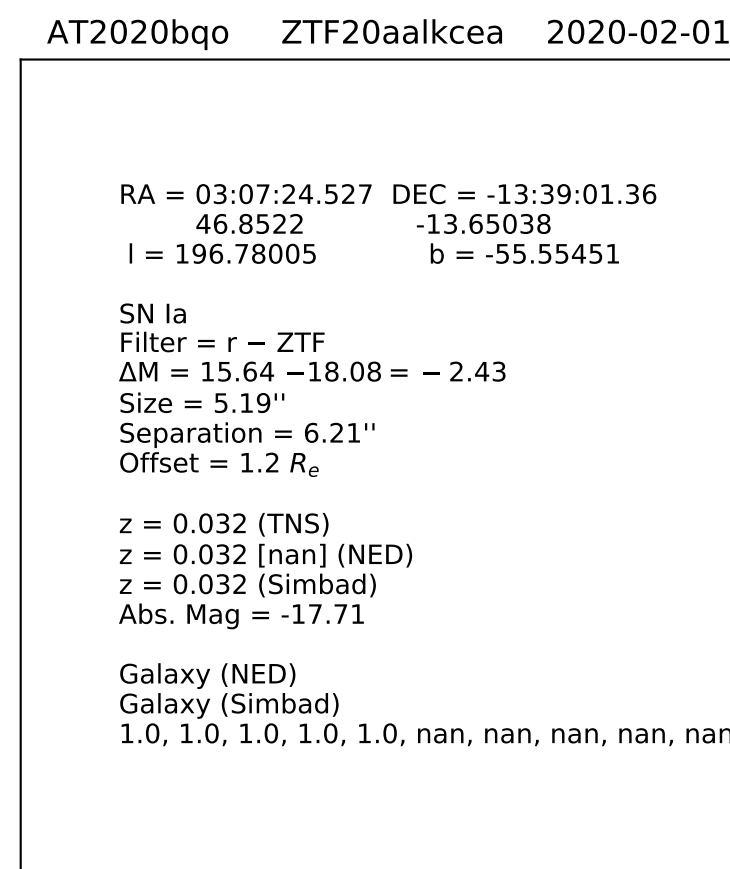 AT2020bqo ZTF20aalkcea 2020-02-01
RA = 03:07:24.527 DEC = -13:39:01.36
46.8522 -13.65038
l = 196.78005 b = -55.55451
SN Ia
Filter = r − ZTF
ΔM = 15.64 −18.08 = − 2.43
Size = 5.19''
Separation = 6.21''
Offset = 1.2 Re
z = 0.032 (TNS)
z = 0.032 [nan] (NED)
z = 0.032 (Simbad)
Abs. Mag = -17.71
Galaxy (NED)
Galaxy (Simbad)
1.0, 1.0, 1.0, 1.0, 1.0, nan, nan, nan, nan, nan